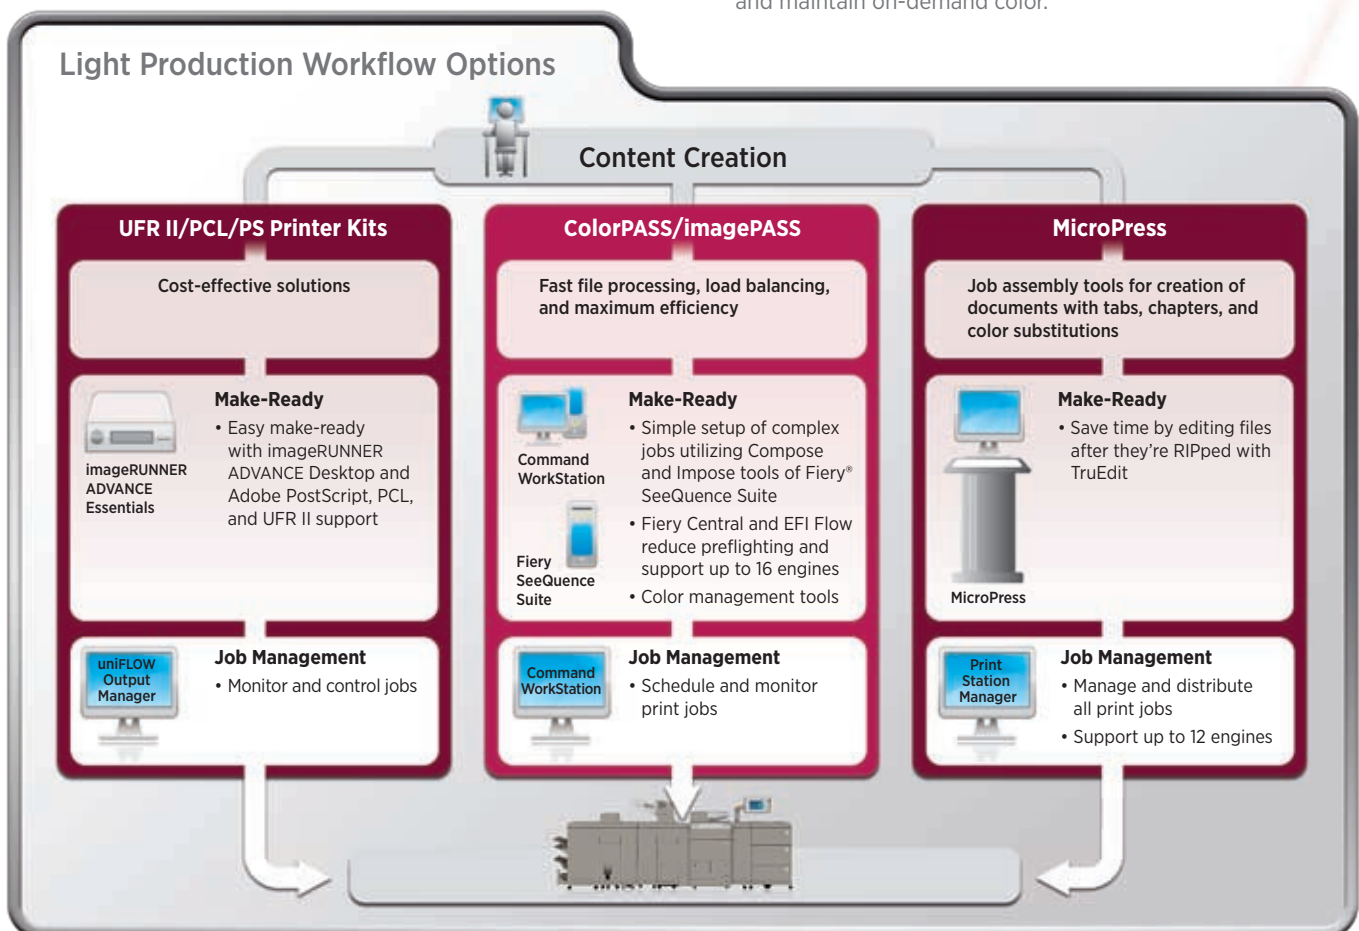 and maintain on-demand color.
Light Production Workflow Options
Content Creation
UFR II/PCL/PS Printer Kits
Cost-effective solutions
imageRUNNER
ADVANCE
Essentials
Make-Ready
• Easy make-ready
with imageRUNNER
ADVANCE Desktop and
Adobe PostScript, PCL,
and UFR II support
uniFLOW
Output
Manager
Job Management
• Monitor and control jobs
ColorPASS/imagePASS
Fast file processing, load balancing,
and maximum efficiency
Command
WorkStation
Fiery
SeeQuence
Suite
Make-Ready
• Simple setup of complex
jobs utilizing Compose
and Impose tools of Fiery®
SeeQuence Suite
• Fiery Central and EFI Flow
reduce preflighting and
support up to 16 engines
• Color management tools
Command
WorkStation
Job Management
• Schedule and monitor
print jobs
MicroPress
Job assembly tools for creation of
documents with tabs, chapters, and
color substitutions
MicroPress
Make-Ready
• Save time by editing files
after they're RIPped with
TruEdit
Print
Station
Manager
Job Management
• Manage and distribute
all print jobs
• Support up to 12 engines